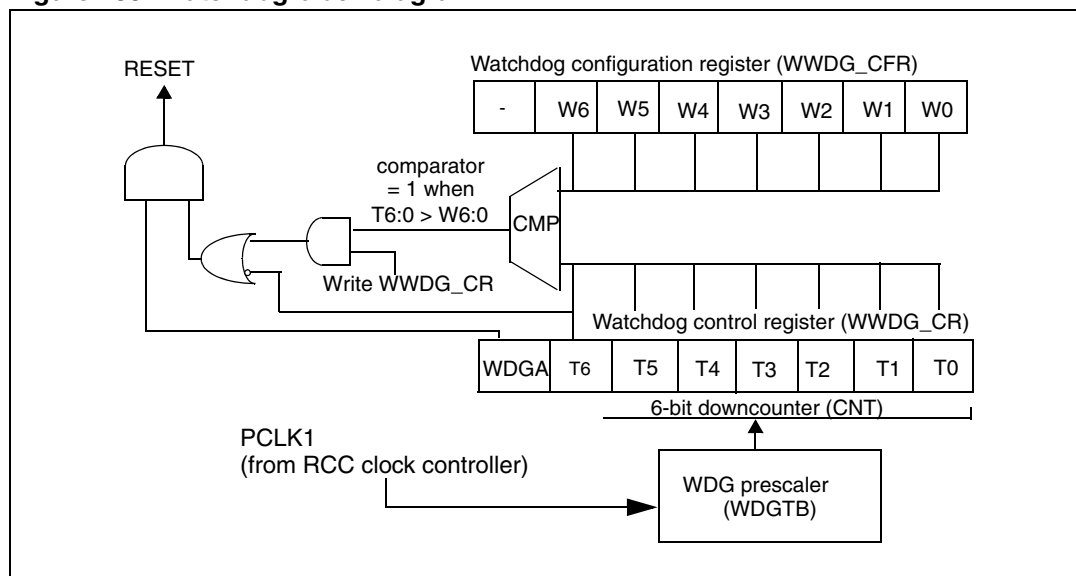 RESET
Watchdog configuration register (WWDG_CFR)
- W6 W5 W4 W3 W2 W1 W0
comparator
= 1 when
T6:0 > W6:0
CMP
Write WWDG_CR
Watchdog control register (WWDG_CR)
WDGA T6 T5 T4 T3 T2 T1 T0
6-bit downcounter (CNT)
PCLK1
(from RCC clock controller)
WDG prescaler
(WDGTB)